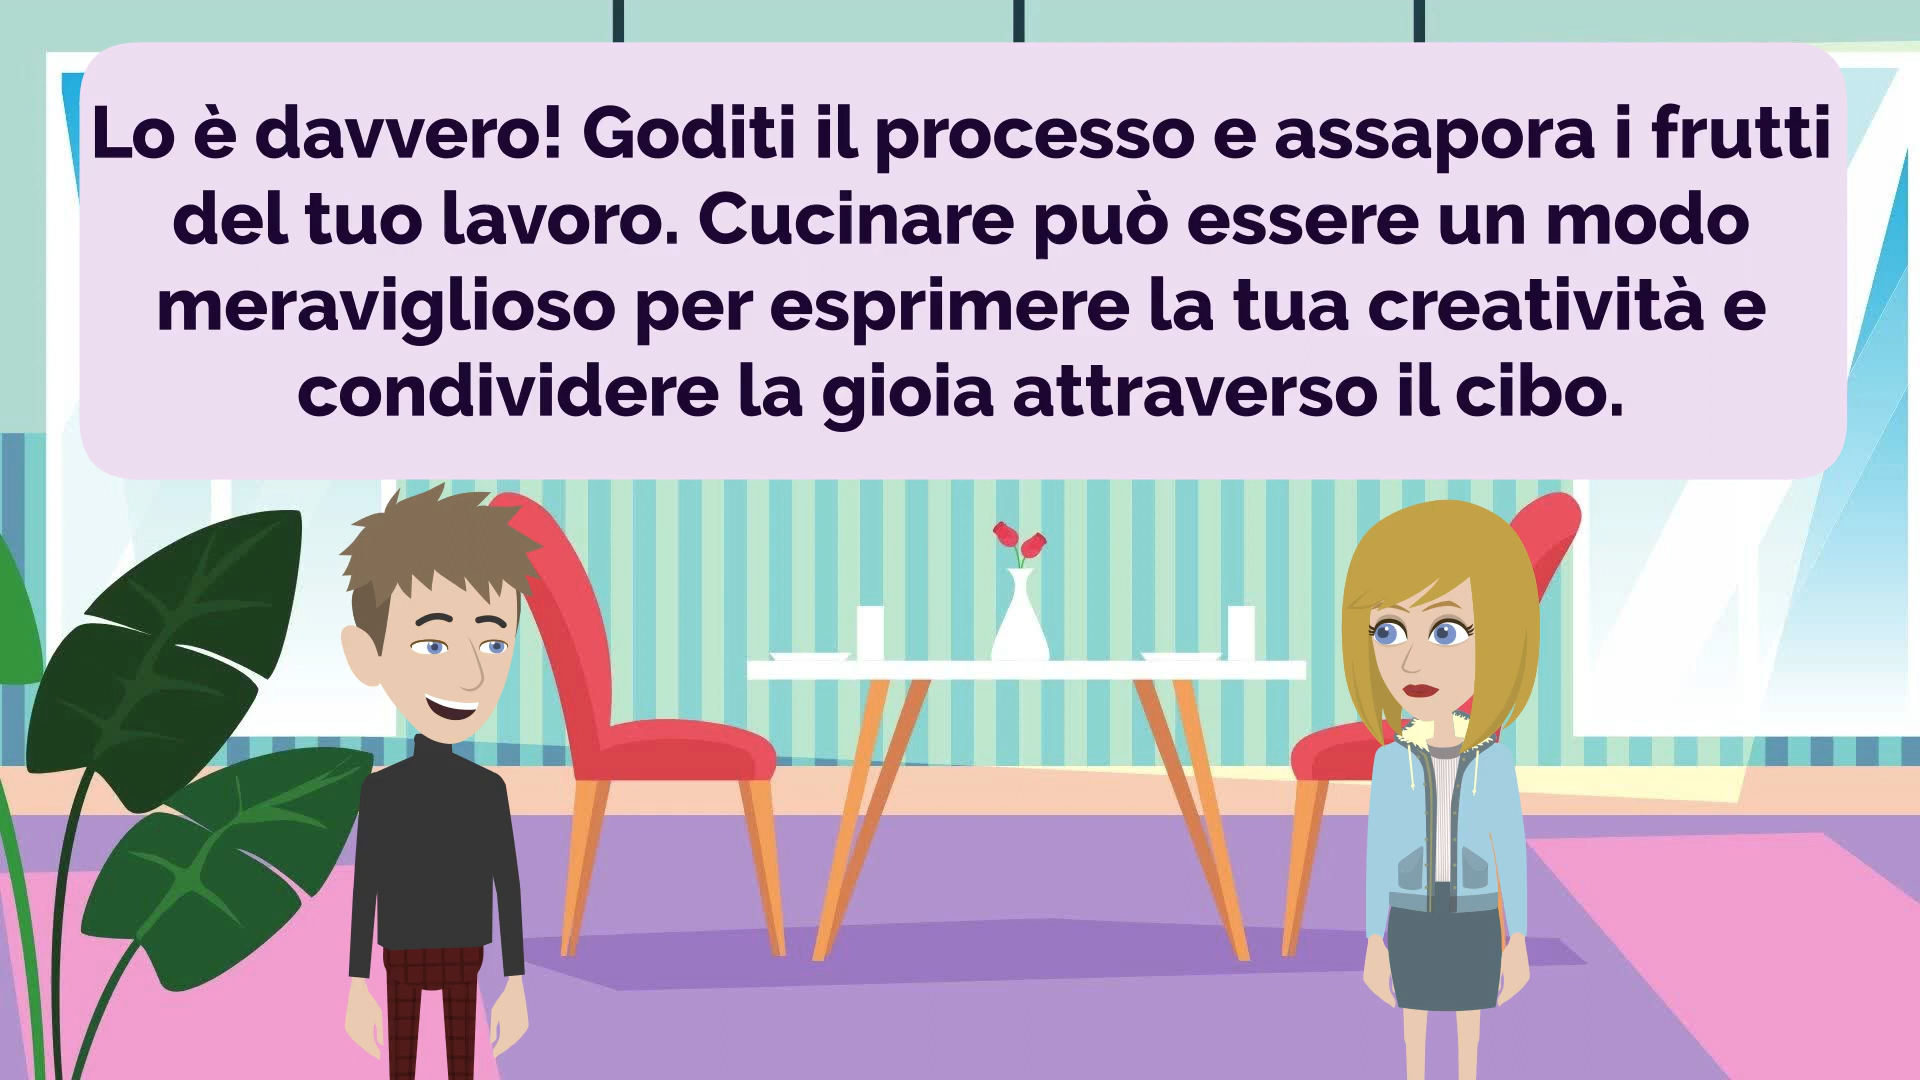 Lo è davvero! Goditi il processo e assapora i frutti
del tuo lavoro. Cucinare può essere un modo
meraviglioso per esprimere la tua creatività e
condividere la gioia attraverso il cibo.